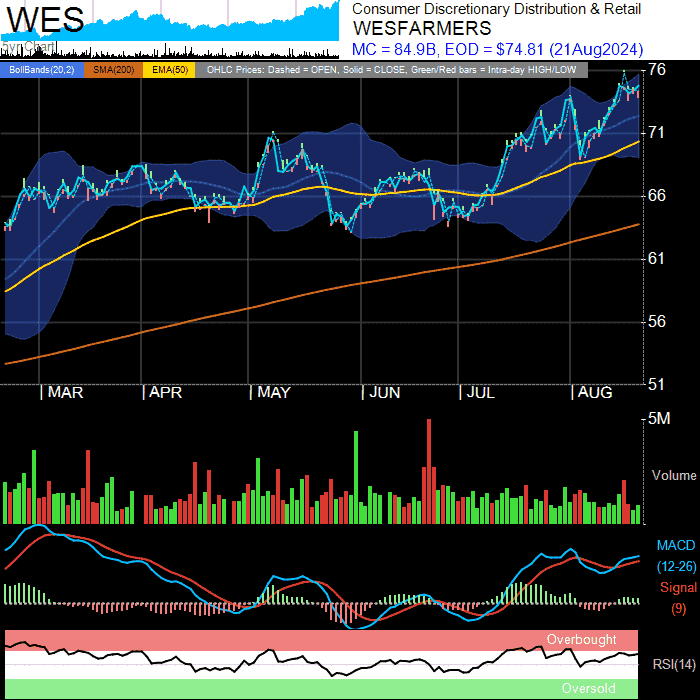 WES
Consumer Discretionary Distribution & Retail
WESFARMERS
MC = 84.9B, EOD = $74.81 (21Aug2024)
BollBands(20,2) SMA(200) EMA(50) OHLC Prices: Dashed = OPEN, Solid = CLOSE, Green/Red bars = Intra-day HIGH/LOW
76
71
66
61
56
51
MAR APR MAY JUN JUL AUG
5M
Volume
MACD
(12-26)
Signal
(9)
Overbought
RSI(14)
Oversold